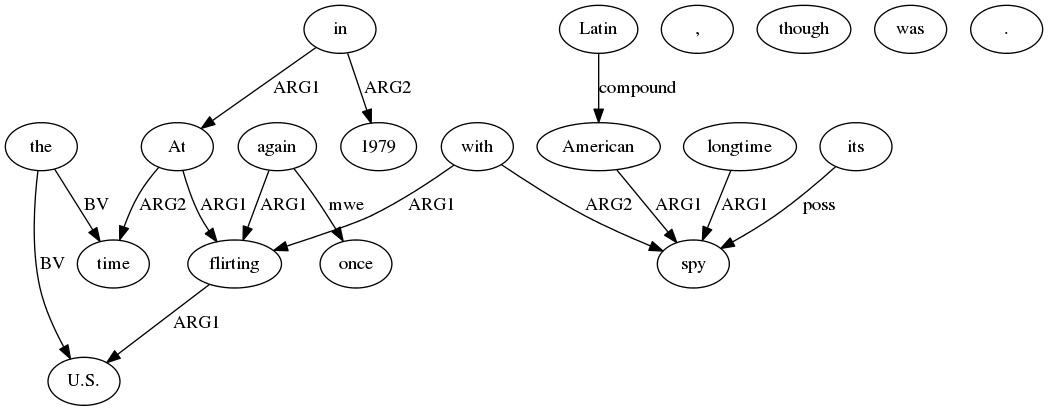 in Latin , though was .
ARG1 ARG2 compound
the At again 1979 with American longtime its
BV ARG2 ARG1 ARG1 mwe ARG1 ARG2 ARG1 ARG1 poss
BV time flirting once spy
ARG1
U.S.